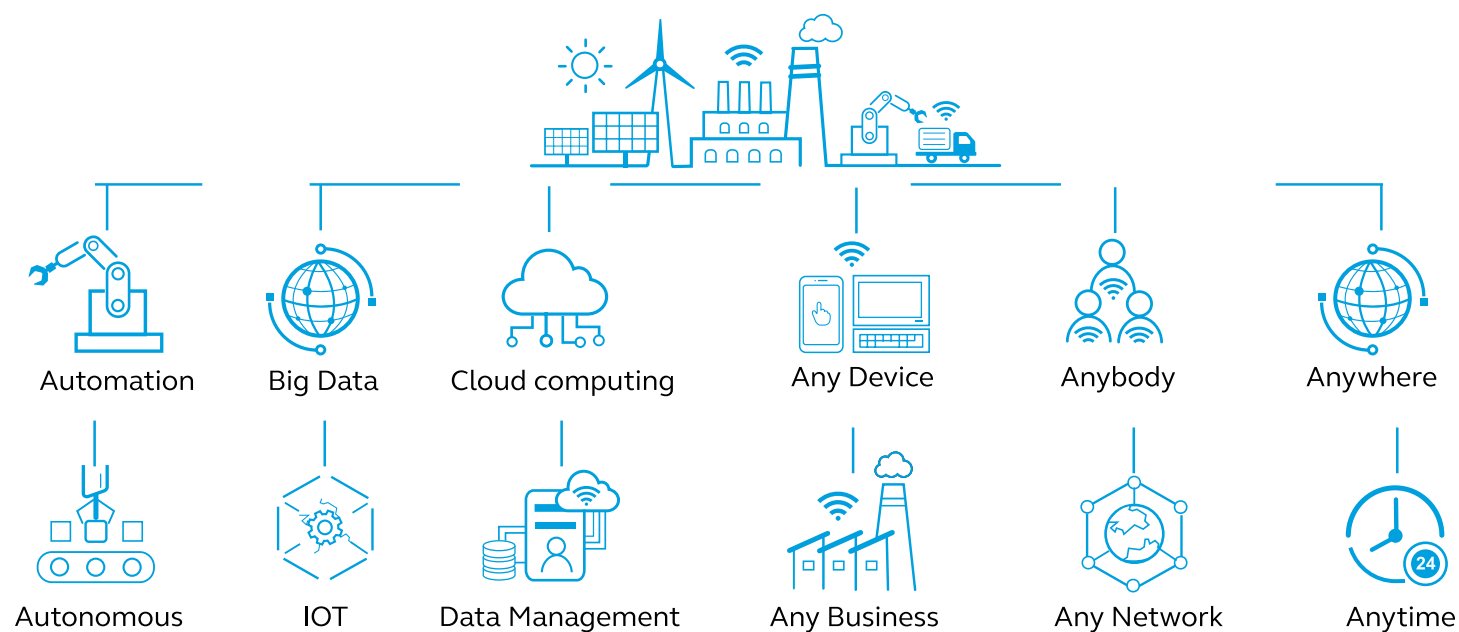 Automation
Big Data
Cloud computing
Any Device
Anybody
Anywhere
24
Autonomous
IOT
Data Management
Any Business
Any Network
Anytime